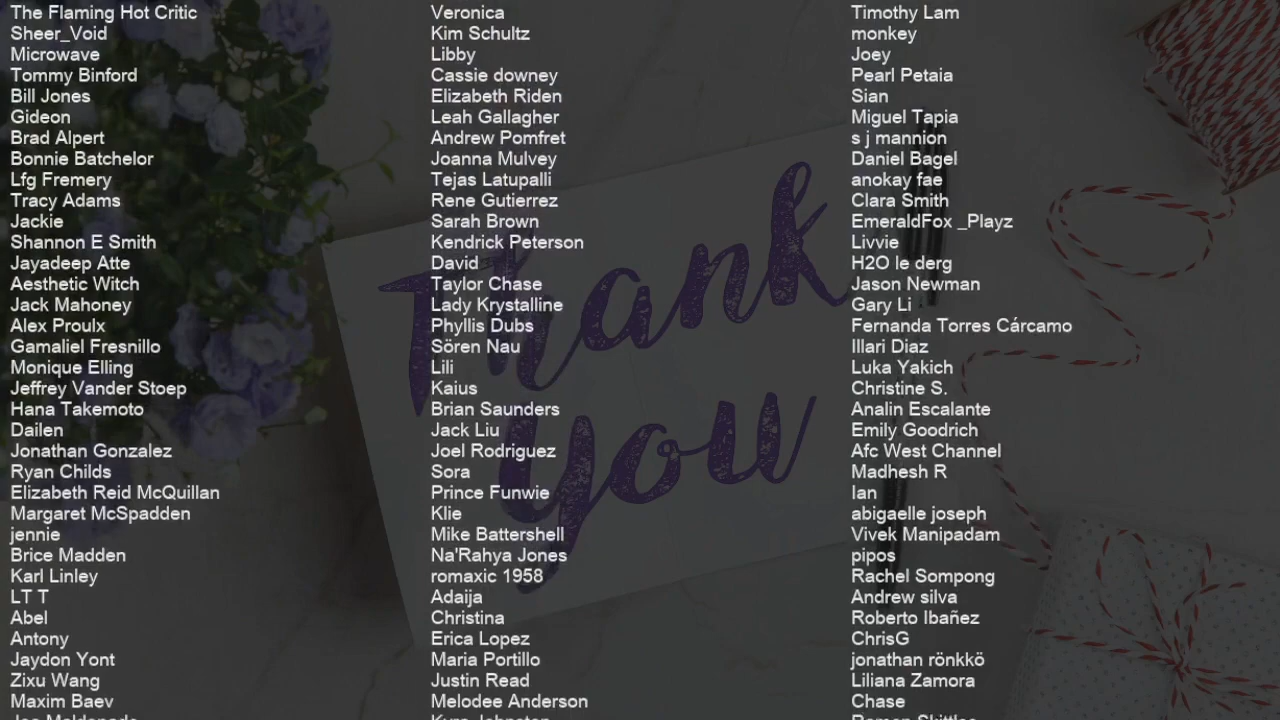 The Flaming Hot Critic
Sheer_Void
Microwave
Tommy Binford
Bill Jones
Gideon
Brad Alpert
Bonnie Batchelor
Lfg Fremery
Tracy Adams
Jackie
Shannon E Smith
Jayadeep Atte
Aesthetic Witch
Jack Mahoney
Alex Proulx
Gamaliel Fresnillo
Monique Elling
Jeffrey Vander Stoep
Hana Takemoto
Dailen
Jonathan Gonzalez
Ryan Childs
Elizabeth Reid McQuillan
Margaret McSpadden
jennie
Brice Madden
Karl Linley
LT T
Abel
Antony
Jaydon Yont
Zixu Wang
Maxim Baev
Veronica
Kim Schultz
Libby
Cassie downey
Elizabeth Riden
Leah Gallagher
Andrew Pomfret
Joanna Mulvey
Tejas Latupalli
Rene Gutierrez
Sarah Brown
Kendrick Peterson
David
Taylor Chase
Lady Krystalline
Phyllis Dubs
Sören Nau
Lili
Kaius
Brian Saunders
Jack Liu
Joel Rodriguez
Sora
Prince Funwie
Klie
Mike Battershell
Na'Rahya Jones
romaxic 1958
Adaija
Christina
Erica Lopez
Maria Portillo
Justin Read
Melodee Anderson
Timothy Lam
monkey
Joey
Pearl Petaia
Sian
Miguel Tapia
s j mannion
Daniel Bagel
anokay fae
Clara Smith
EmeraldFox _Playz
Livvie
H2O le derg
Jason Newman
Gary Li
Fernanda Torres Cárcamo
Illari Diaz
Luka Yakich
Christine S.
Analin Escalante
Emily Goodrich
Afc West Channel
Madhesh R
Ian
abigaelle joseph
Vivek Manipadam
pipos
Rachel Sompong
Andrew silva
Roberto Ibañez
ChrisG
jonathan rönkkö
Liliana Zamora
Chase
Thank
you